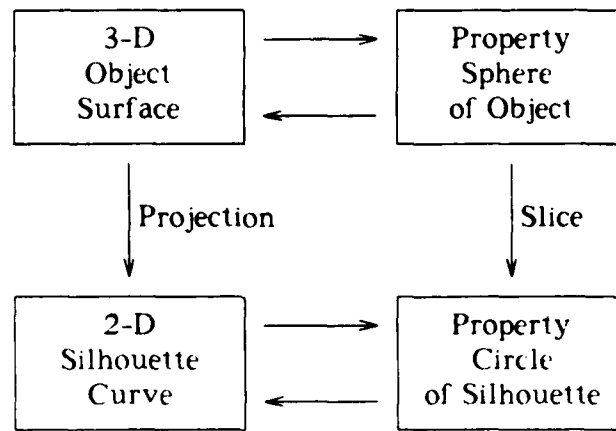 3-D
Object
Surface
Property
Sphere
of Object
Projection
Slice
2-D
Silhouette
Curve
Property
Circle
of Silhouette